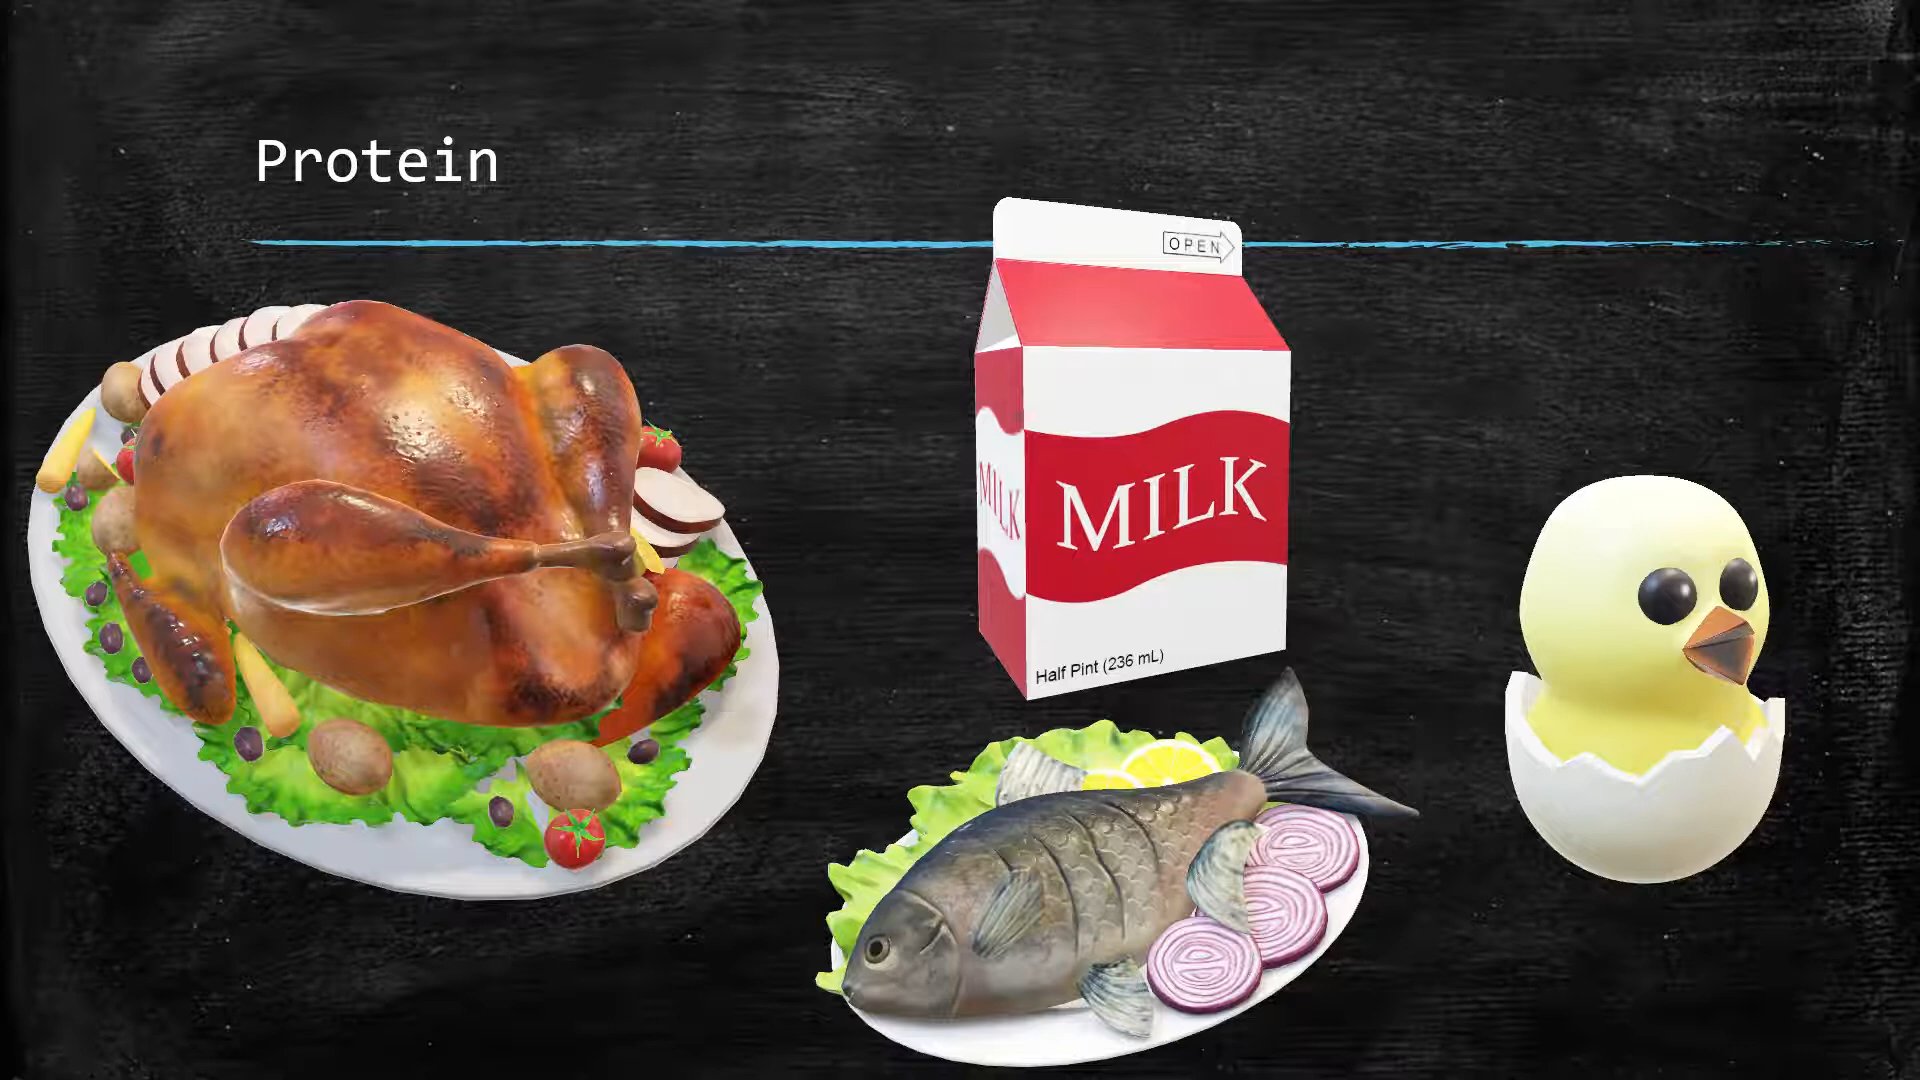 Protein
OPEN
MILK
MILK
Half Pint (236 mL)